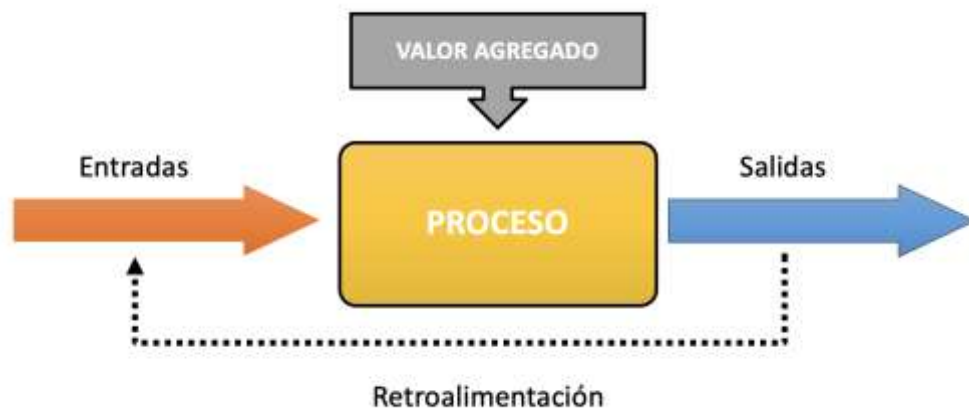 VALOR AGREGADO
Entradas
Salidas
PROCESO
Retroalimentación